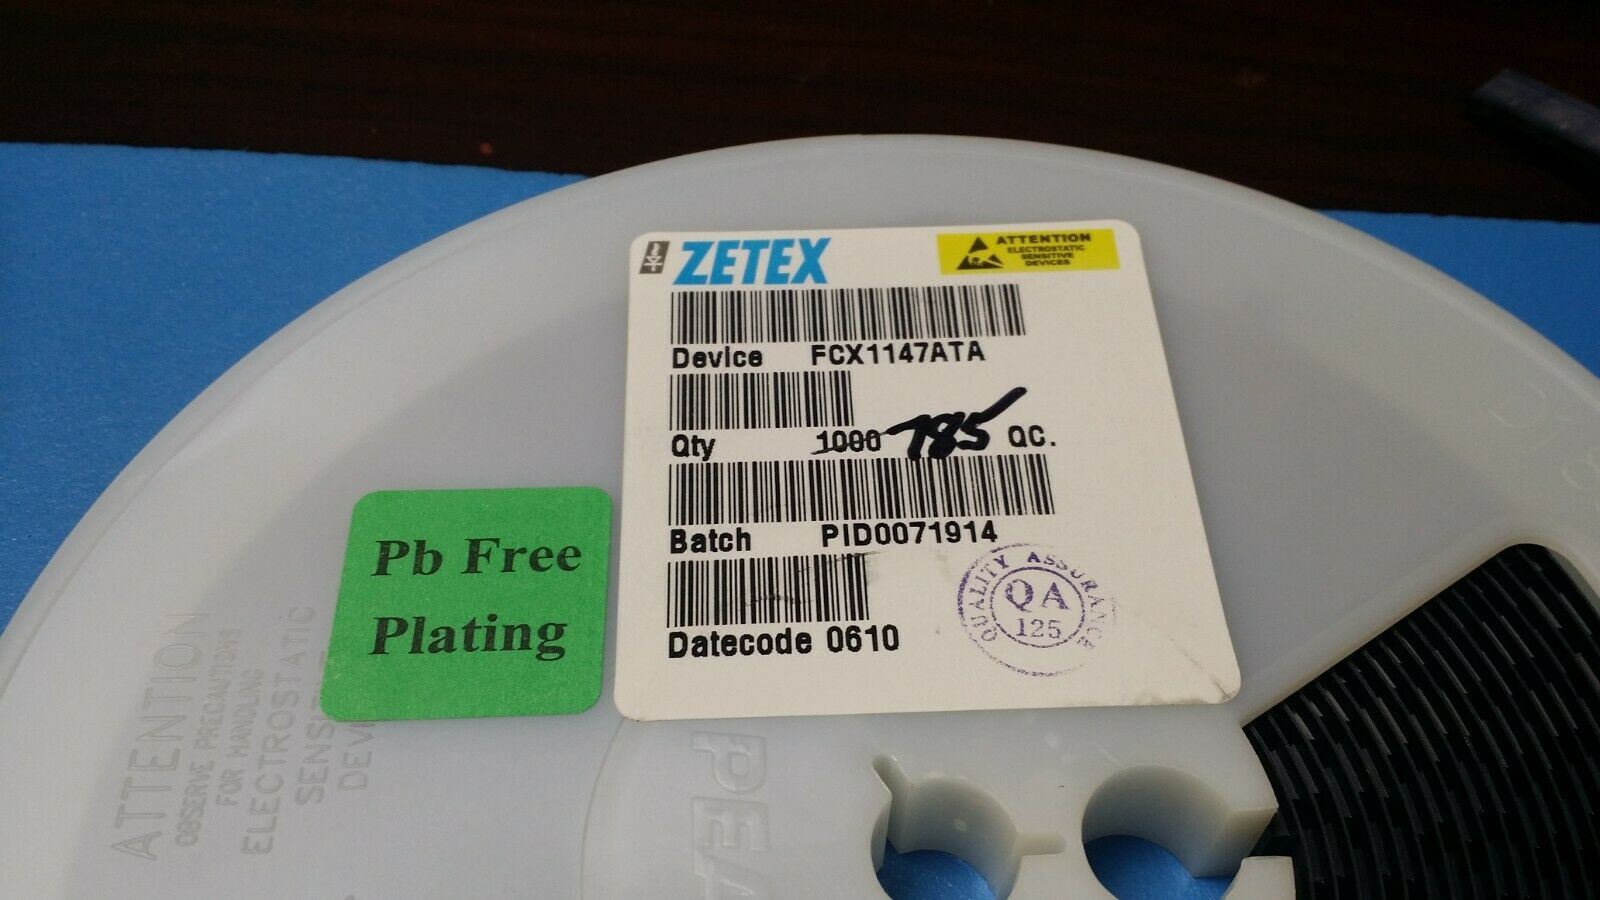 ZETEX
ATTENTION
ELECTROSTATIC
SENSITIVE
DEVICES
Device FCX1147ATA
Qty 1000 785 QC.
Batch PID0071914
Datecode 0610
QUALITY ASSURANCE
QA
125
Pb Free
Plating
ATTENTION
OBSERVE PRECAUTIONS
FOR HANDLING
ELECTROSTATIC